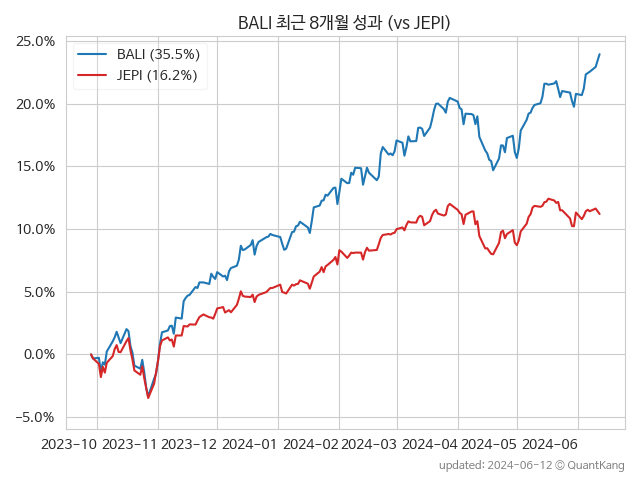 BALI 최근 8개월 성과 (vs JEPI)
BALI (35.5%)
JEPI (16.2%)
25.0%
20.0%
15.0%
10.0%
5.0%
0.0%
−5.0%
2023-10 2023-11 2023-12 2024-01 2024-02 2024-03 2024-04 2024-05 2024-06
updated: 2024-06-12 © QuantKang